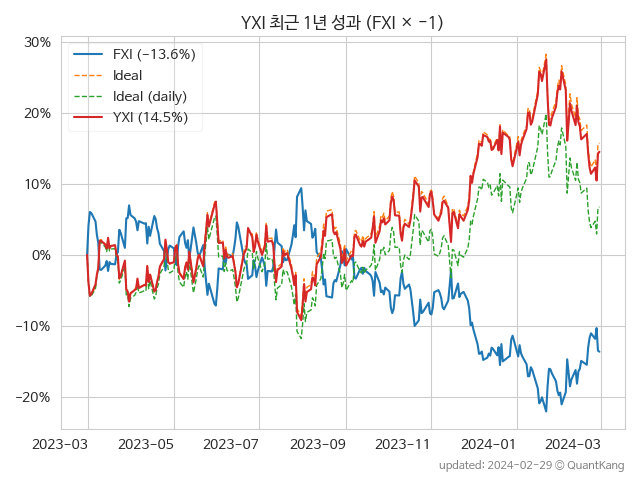 YXI 최근 1년 성과 (FXI × −1)
FXI (−13.6%)
Ideal
Ideal (daily)
YXI (14.5%)
30%
20%
10%
0%
−10%
−20%
2023-03 2023-05 2023-07 2023-09 2023-11 2024-01 2024-03
updated: 2024-02-29 © QuantKang